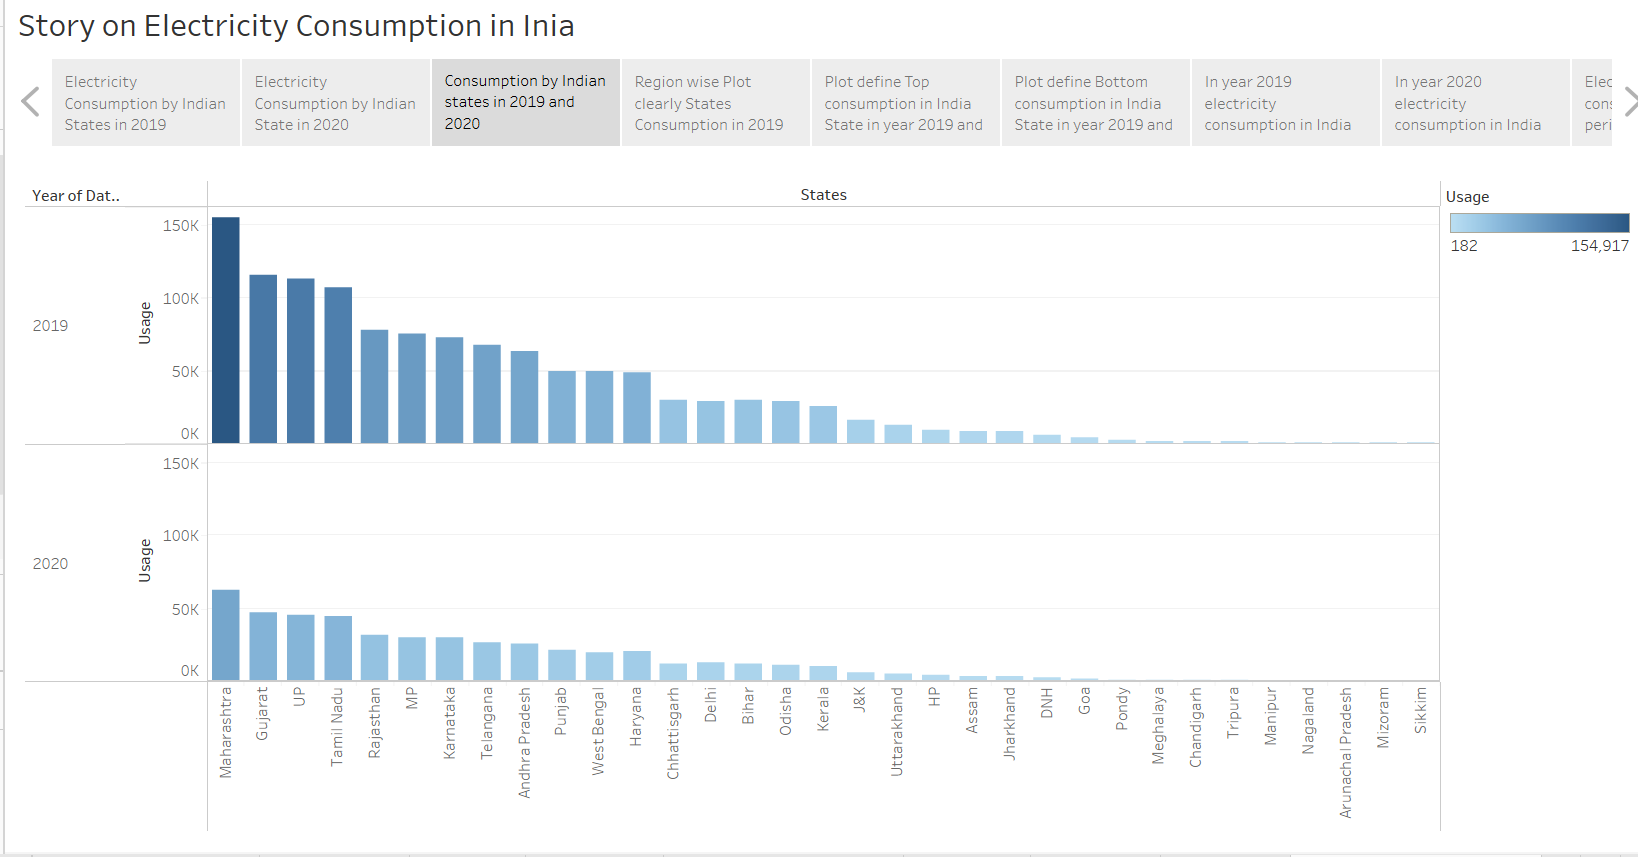 Story on Electricity Consumption in Inia
Electricity
Consumption by Indian
States in 2019
Electricity
Consumption by Indian
State in 2020
Consumption by Indian
states in 2019 and
2020
Region wise Plot
clearly States
Consumption in 2019
Plot define Top
consumption in India
State in year 2019 and
Plot define Bottom
consumption in India
State in year 2019 and
In year 2019
electricity
consumption in India
In year 2020
electricity
consumption in India
Elec
cons
peri
Year of Dat..
States
Usage
182
154,917
2019
Usage
150K
100K
50K
0K
2020
Usage
150K
100K
50K
0K
Maharashtra
Gujarat
UP
Tamil Nadu
Rajasthan
MP
Karnataka
Telangana
Andhra Pradesh
Punjab
West Bengal
Haryana
Chhattisgarh
Delhi
Bihar
Odisha
Kerala
J&K
Uttarakhand
HP
Assam
Jharkhand
DNH
Goa
Pondy
Meghalaya
Chandigarh
Tripura
Manipur
Nagaland
Arunachal Pradesh
Mizoram
Sikkim